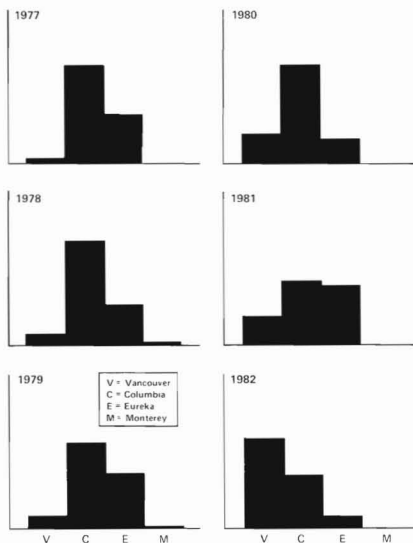 1977
1980
1978
1981
1979
V = Vancouver
C = Columbia
E = Eureka
M = Monterey
1982
V C E M
V C E M